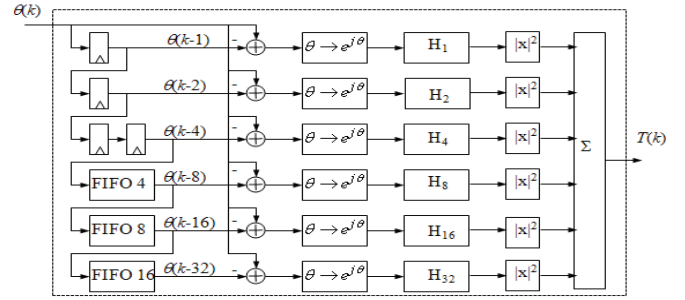 θ(k)
θ(k-1) - θ → e^{jθ} H₁ |x|²
θ(k-2) - θ → e^{jθ} H₂ |x|²
θ(k-4) - θ → e^{jθ} H₄ |x|²
Σ T(k)
FIFO 4 θ(k-8) - θ → e^{jθ} H₈ |x|²
FIFO 8 θ(k-16) - θ → e^{jθ} H₁₆ |x|²
FIFO 16 θ(k-32) - θ → e^{jθ} H₃₂ |x|²